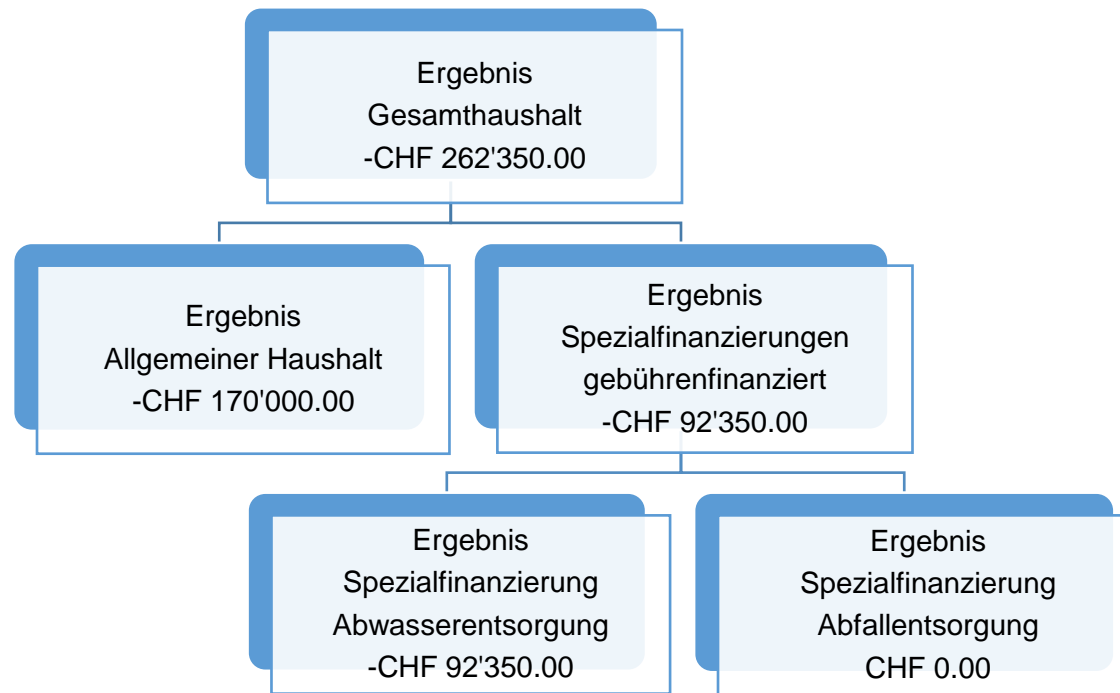 Ergebnis
Gesamthaushalt
-CHF 262'350.00
Ergebnis
Allgemeiner Haushalt
-CHF 170'000.00
Ergebnis
Spezialfinanzierungen
gebührenfinanziert
-CHF 92'350.00
Ergebnis
Spezialfinanzierung
Abwasserentsorgung
-CHF 92'350.00
Ergebnis
Spezialfinanzierung
Abfallentsorgung
CHF 0.00